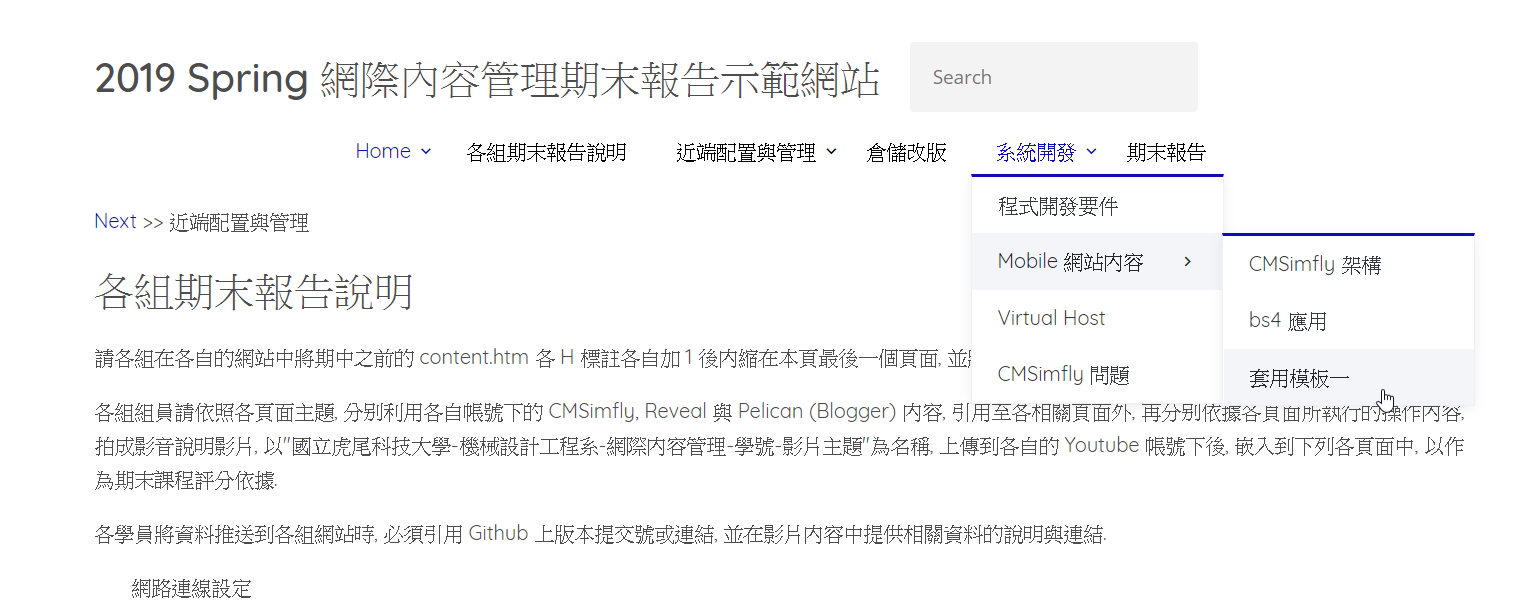 2019 Spring 網際內容管理期末報告示範網站
Search
Home 各組期末報告說明 近端配置與管理 倉儲改版 系統開發 期末報告
程式開發要件
Mobile 網站內容
Virtual Host
CMSimfly 問題
CMSimfly 架構
bs4 應用
套用模板一
Next >> 近端配置與管理
各組期末報告說明
請各組在各自的網站中將期中之前的 content.htm 各 H 標註各自加 1 後內縮在本頁最後一個頁面, 並
各組組員請依照各頁面主題, 分別利用各自帳號下的 CMSimfly, Reveal 與 Pelican (Blogger) 內容, 引用至各相關頁面外, 再分別依據各頁面所執行的操作內容,
拍成影音說明影片, 以"國立虎尾科技大學-機械設計工程系-網際內容管理-學號-影片主題"為名稱, 上傳到各自的 Youtube 帳號下後, 嵌入到下列各頁面中, 以作
為期末課程評分依據.
各學員將資料推送到各組網站時, 必須引用 Github 上版本提交號或連結, 並在影片內容中提供相關資料的說明與連結.
網路連線設定